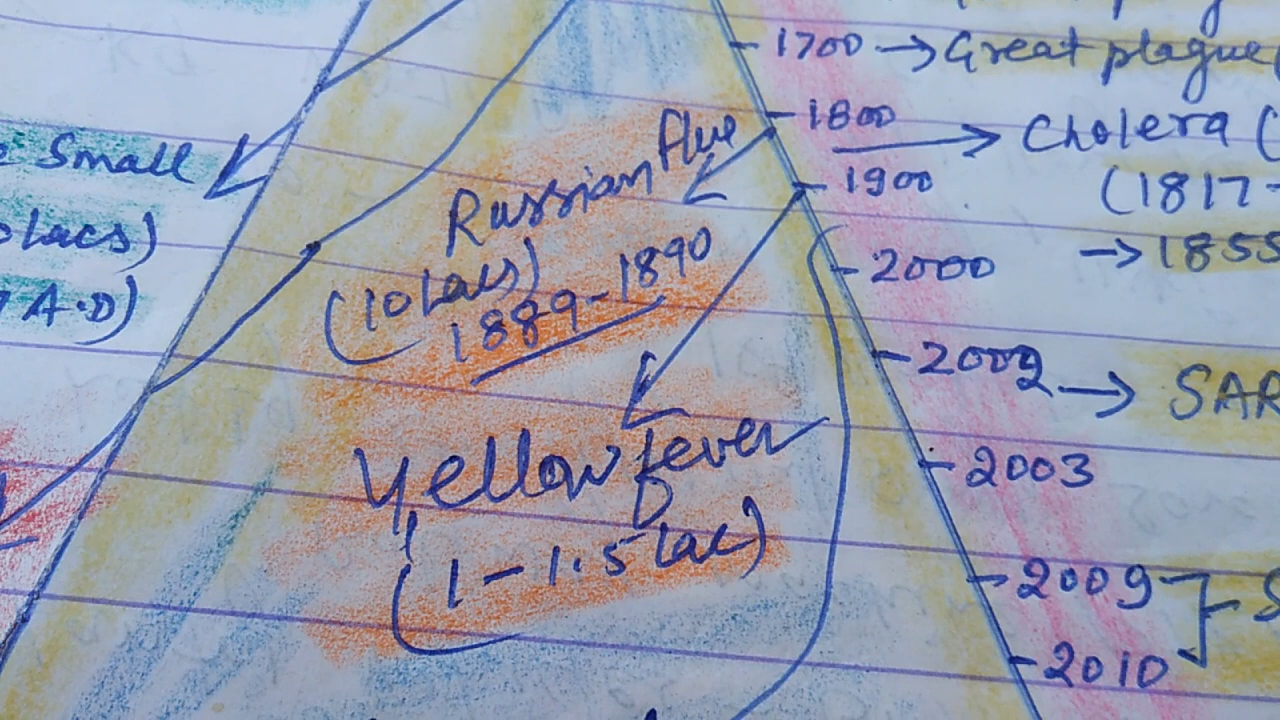 1700 → Great plague
1800 → Cholera (
1900 (1817-
2000 → 1855
2002 → SAR
2003
2009
2010
Small
lacs)
A.D)
Russian flue
(10 lacs)
1889-1890
Yellow fever
(1-1.5 lac)